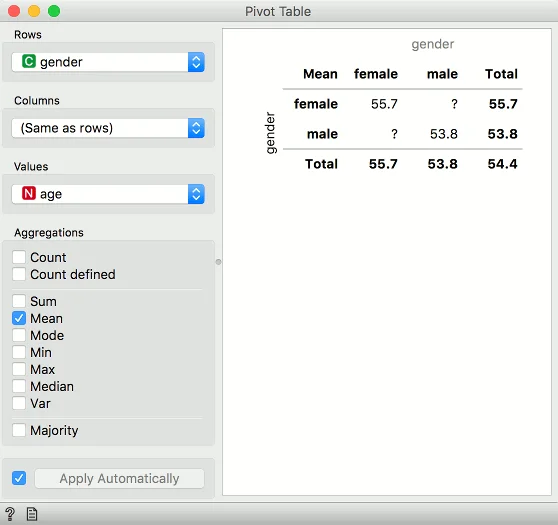 Pivot Table
Rows
C gender
Columns
(Same as rows)
Values
N age
Aggregations
Count
Count defined
Sum
Mean
Mode
Min
Max
Median
Var
Majority
Apply Automatically
?
gender
Mean female male Total
gender
female 55.7 ? 55.7
male ? 53.8 53.8
Total 55.7 53.8 54.4